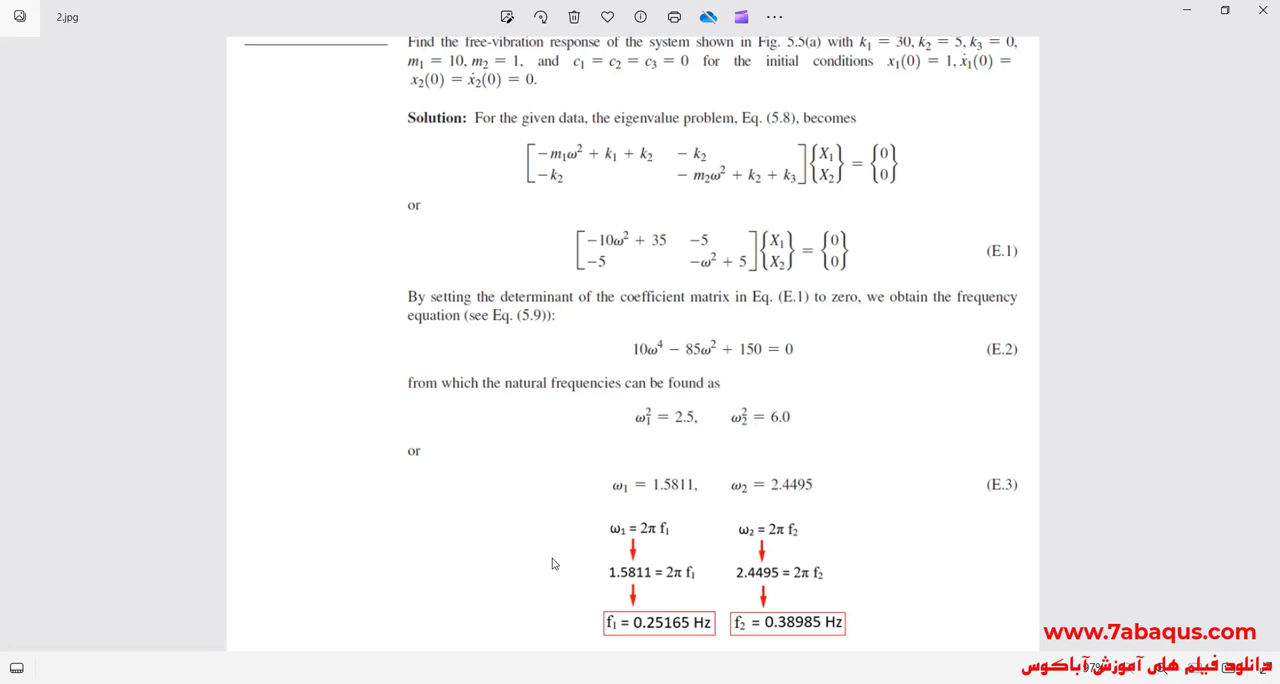 2.jpg
Find the free-vibration response of the system shown in Fig. 5.5(a) with k₁ = 30, k₂ = 5, k₃ = 0,
m₁ = 10, m₂ = 1, and c₁ = c₂ = c₃ = 0 for the initial conditions x₁(0) = 1, ẋ₁(0) =
x₂(0) = ẋ₂(0) = 0.
Solution: For the given data, the eigenvalue problem, Eq. (5.8), becomes
[−m₁ω² + k₁ + k₂ − k₂] {X₁} = {0}
[−k₂ − m₂ω² + k₂ + k₃] {X₂} {0}
or
[−10ω² + 35 −5] {X₁} = {0}
[−5 −ω² + 5] {X₂} {0} (E.1)
By setting the determinant of the coefficient matrix in Eq. (E.1) to zero, we obtain the frequency
equation (see Eq. (5.9)):
10ω⁴ − 85ω² + 150 = 0 (E.2)
from which the natural frequencies can be found as
ω₁² = 2.5, ω₂² = 6.0
or
ω₁ = 1.5811, ω₂ = 2.4495 (E.3)
ω₁ = 2π f₁ ω₂ = 2π f₂
1.5811 = 2π f₁ 2.4495 = 2π f₂
f₁ = 0.25165 Hz f₂ = 0.38985 Hz
www.7abaqus.com
دانلود فیلم های آموزش آباکوس
97%